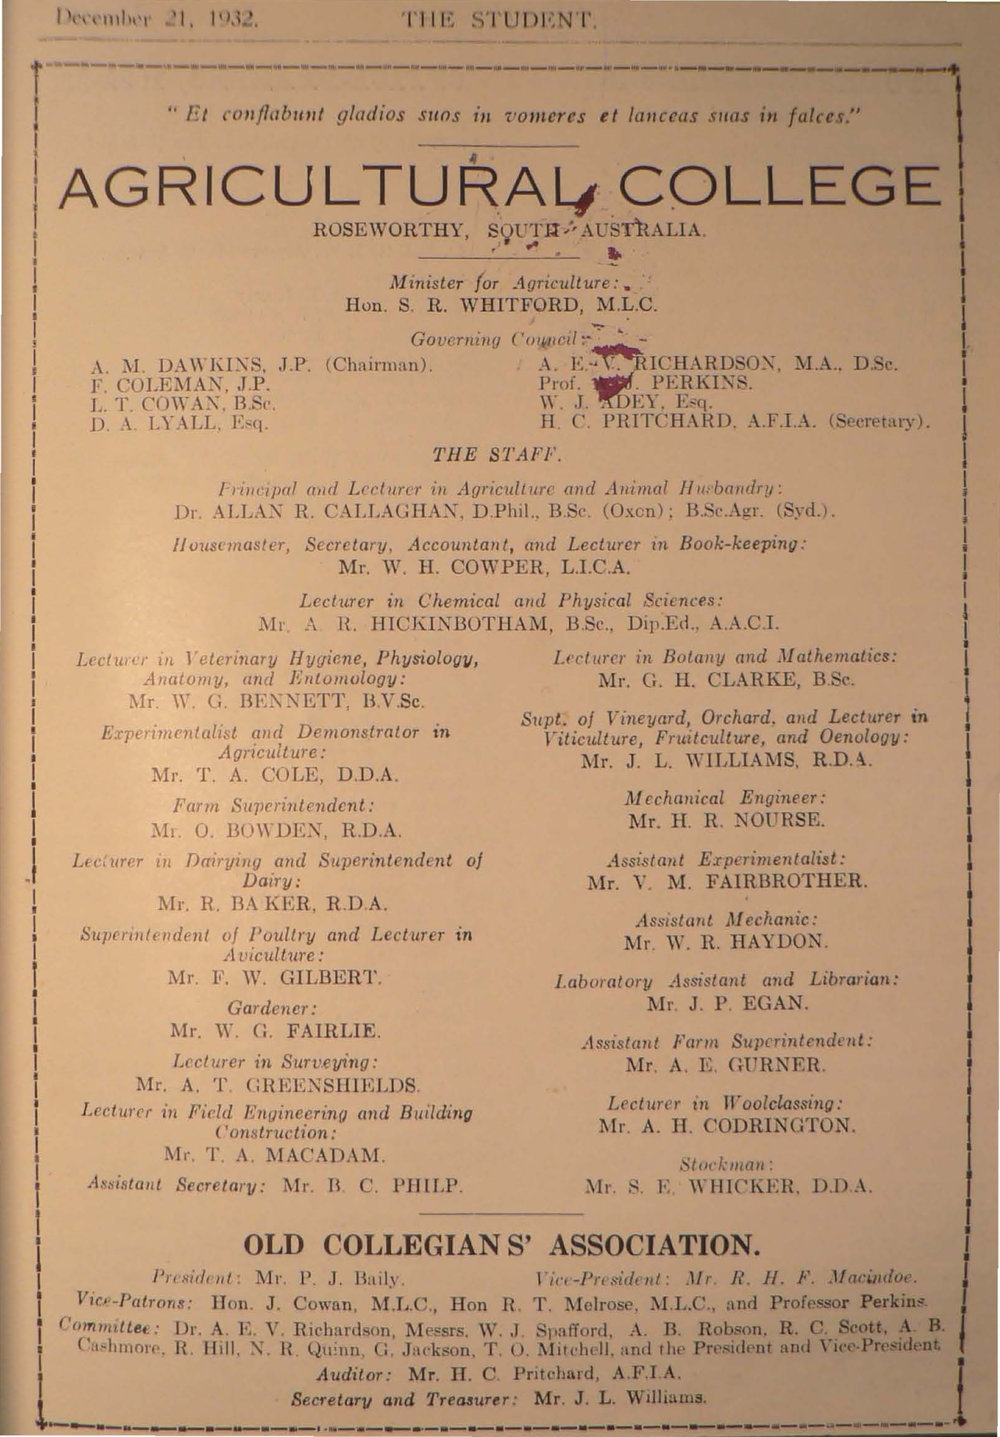 December 21, 1932.
THE STUDENT.
" Et conflabunt gladios suos in vomeres et lanceas suas in falces."
AGRICULTURAL COLLEGE
ROSEWORTHY, SOUTH AUSTRALIA.
Minister for Agriculture:
Hon. S. R. WHITFORD, M.L.C.
Governing Council:
A. M. DAWKINS, J.P. (Chairman).
F. COLEMAN, J.P.
L. T. COWAN, B.Sc.
D. A. LYALL, Esq.
A. E. V. RICHARDSON, M.A., D.Sc.
Prof. PERKINS.
W. J. ADEY, Esq.
H. C. PRITCHARD, A.F.I.A. (Secretary).
THE STAFF.
Principal and Lecturer in Agriculture and Animal Husbandry:
Dr. ALLAN R. CALLAGHAN, D.Phil., B.Sc. (Oxon); B.Sc.Agr. (Syd.).
Housemaster, Secretary, Accountant, and Lecturer in Book-keeping:
Mr. W. H. COWPER, L.I.C.A.
Lecturer in Chemical and Physical Sciences:
Mr. A R. HICKINBOTHAM, B.Sc., Dip.Ed., A.A.C.I.
Lecturer in Veterinary Hygiene, Physiology,
Anatomy, and Entomology:
Mr. W. G. BENNETT, B.V.Sc.
Experimentalist and Demonstrator in
Agriculture:
Mr. T. A. COLE, D.D.A.
Farm Superintendent:
Mr. O. BOWDEN, R.D.A.
Lecturer in Dairying and Superintendent of
Dairy:
Mr. R. BAKER, R.D.A.
Superintendent of Poultry and Lecturer in
Aviculture:
Mr. F. W. GILBERT.
Gardener:
Mr. W. G. FAIRLIE.
Lecturer in Surveying:
Mr. A. T. GREENSHIELDS.
Lecturer in Field Engineering and Building
Construction:
Mr. T. A. MACADAM.
Assistant Secretary: Mr. B. C. PHILP.
Lecturer in Botany and Mathematics:
Mr. G. H. CLARKE, B.Sc.
Supt. of Vineyard, Orchard, and Lecturer in
Viticulture, Fruitculture, and Oenology:
Mr. J. L. WILLIAMS, R.D.A.
Mechanical Engineer:
Mr. H. R. NOURSE.
Assistant Experimentalist:
Mr. V. M. FAIRBROTHER.
Assistant Mechanic:
Mr. W. R. HAYDON.
Laboratory Assistant and Librarian:
Mr. J. P. EGAN.
Assistant Farm Superintendent:
Mr. A. E. GURNER.
Lecturer in Woolclassing:
Mr. A. H. CODRINGTON.
Stockman:
Mr. S. E. WHICKER, D.D.A.
OLD COLLEGIANS' ASSOCIATION.
President: Mr. P. J. Baily.
Vice-President: Mr. R. H. F. Macindoe.
Vice-Patrons: Hon. J. Cowan, M.L.C., Hon R. T. Melrose, M.L.C., and Professor Perkins.
Committee: Dr. A. E. V. Richardson, Messrs. W. J. Spafford, A. B. Robson, R. C. Scott, A. B.
Cashmore, R. Hill, N. R. Quinn, G. Jackson, T. O. Mitchell, and the President and Vice-President.
Auditor: Mr. H. C. Pritchard, A.F.I.A.
Secretary and Treasurer: Mr. J. L. Williams.